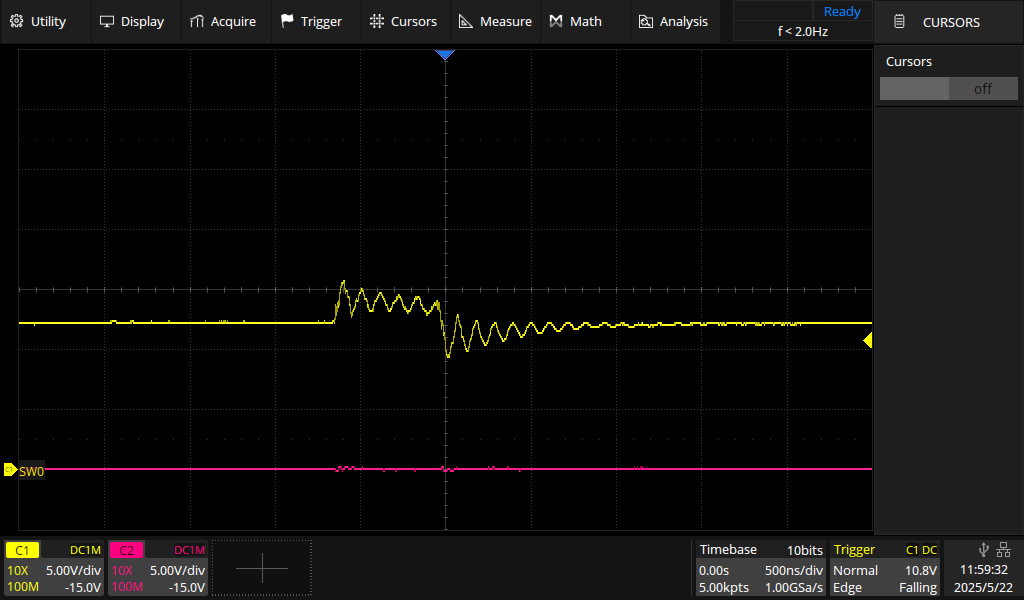 Utility Display Acquire Trigger Cursors Measure Math Analysis
Ready
f < 2.0Hz
CURSORS
Cursors
off
C1 SW0
C1 DC1M
10X 5.00V/div
100M -15.0V
C2 DC1M
10X 5.00V/div
100M -15.0V
Timebase 10bits
0.00s 500ns/div
5.00kpts 1.00GSa/s
Trigger C1 DC
Normal 10.8V
Edge Falling
11:59:32
2025/5/22